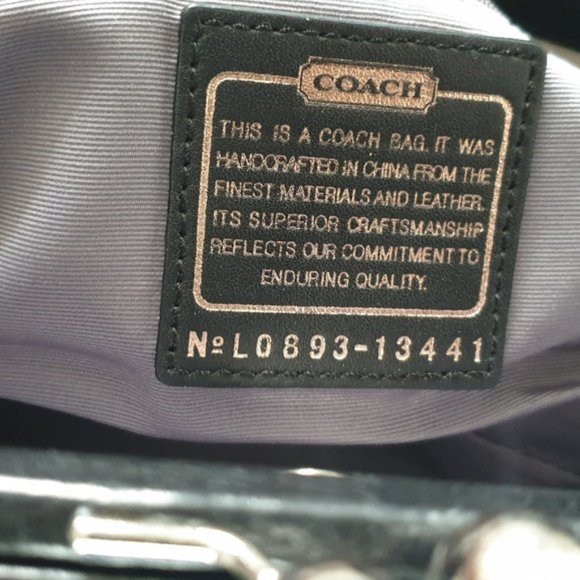 COACH
THIS IS A COACH BAG. IT WAS
HANDCRAFTED IN CHINA FROM THE
FINEST MATERIALS AND LEATHER.
ITS SUPERIOR CRAFTSMANSHIP
REFLECTS OUR COMMITMENT TO
ENDURING QUALITY.
Nº L0893-13441